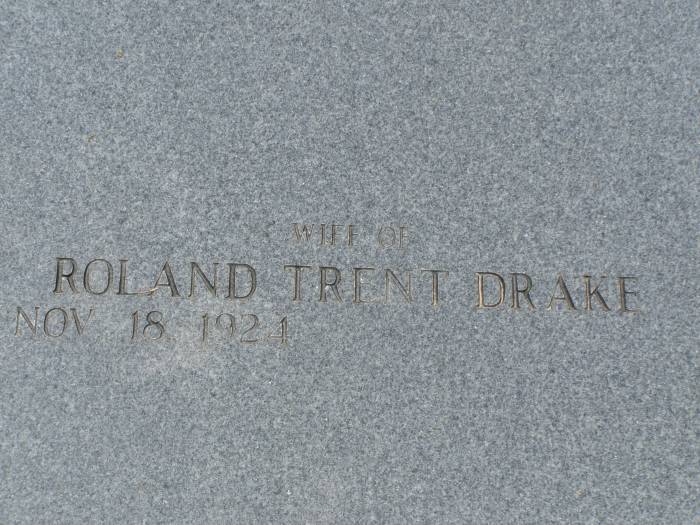 WIFE OF
ROLAND TRENT DRAKE
NOV. 18, 1924